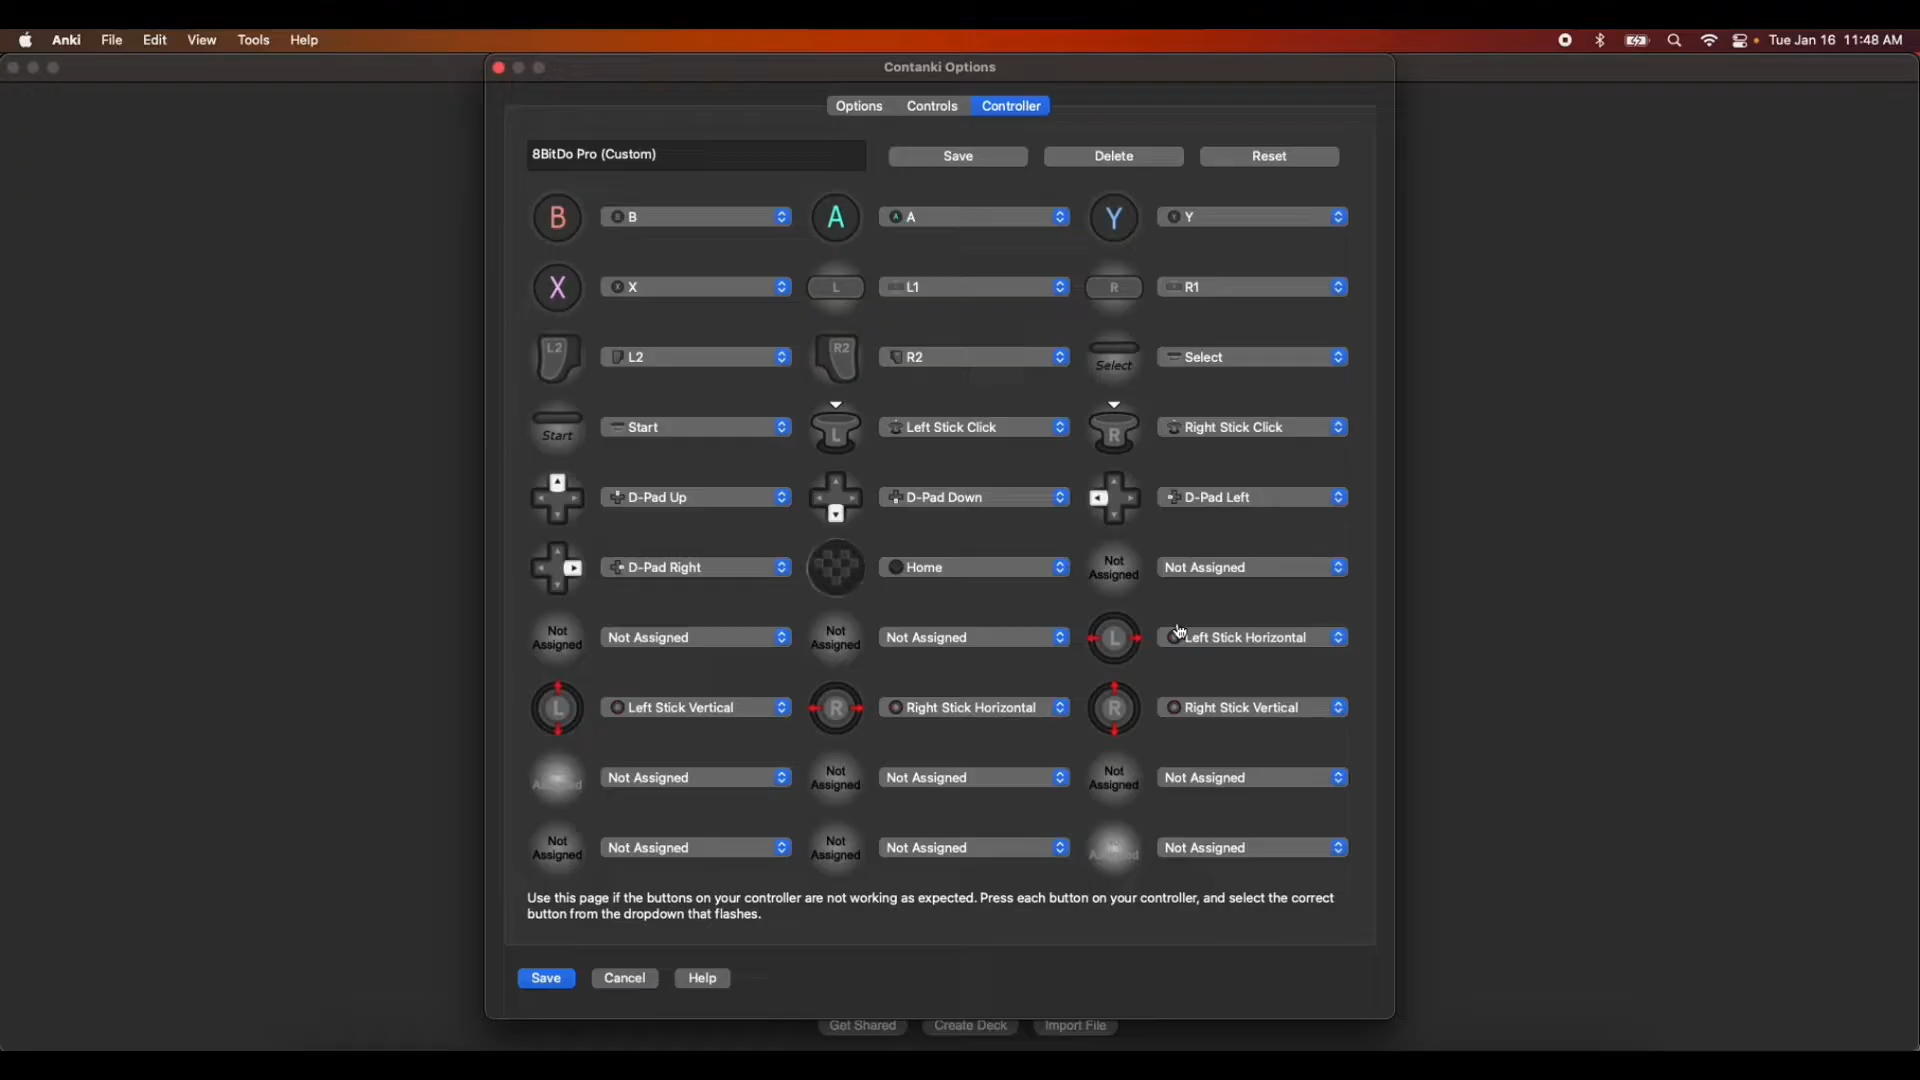 Anki File Edit View Tools Help Tue Jan 16 11:48 AM
Contanki Options
Options Controls Controller
8BitDo Pro (Custom) Save Delete Reset
B B A A Y Y
X X L L1 R R1
L2 L2 R2 R2 Select Select
Start Start L Left Stick Click R Right Stick Click
D-Pad Up D-Pad Down D-Pad Left
D-Pad Right Home Not Assigned Not Assigned
Not Assigned Not Assigned Not Assigned Not Assigned L Left Stick Horizontal
L Left Stick Vertical R Right Stick Horizontal R Right Stick Vertical
Not Assigned Not Assigned Not Assigned Not Assigned Not Assigned
Not Assigned Not Assigned Not Assigned Not Assigned Not Assigned
Use this page if the buttons on your controller are not working as expected. Press each button on your controller, and select the correct
button from the dropdown that flashes.
Save Cancel Help
Get Shared Create Deck Import File